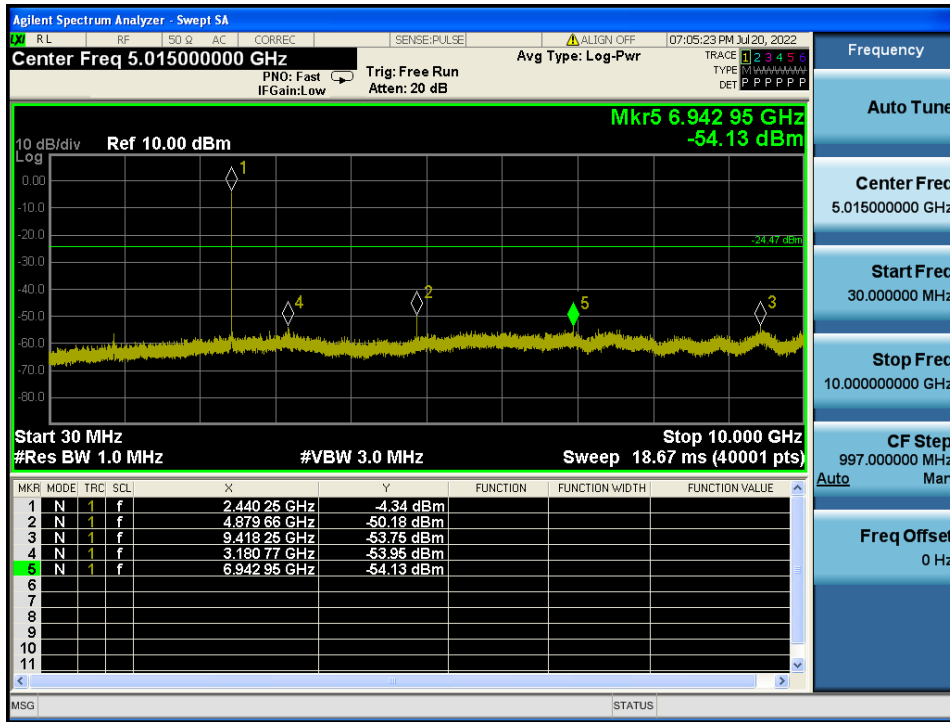 Agilent Spectrum Analyzer - Swept SA
LXI RL RF 50 Ω AC CORREC SENSE:PULSE ALIGN OFF 07:05:23 PM Jul 20, 2022
Center Freq 5.015000000 GHz
PNO: Fast
IFGain:Low
Trig: Free Run
Atten: 20 dB
Avg Type: Log-Pwr
TRACE 1 2 3 4 5 6
TYPE M
DET P P P P P P
Mkr5 6.942 95 GHz
-54.13 dBm
10 dB/div Ref 10.00 dBm
Log
0.00
-10.0
-20.0
-30.0
-40.0
-50.0
-60.0
-70.0
-80.0
1
4
2
5
3
-24.47 dBm
Start 30 MHz Stop 10.000 GHz
#Res BW 1.0 MHz #VBW 3.0 MHz Sweep 18.67 ms (40001 pts)
MKR MODE TRC SCL X Y FUNCTION FUNCTION WIDTH FUNCTION VALUE
1 N 1 f 2.440 25 GHz -4.34 dBm
2 N 1 f 4.879 66 GHz -50.18 dBm
3 N 1 f 9.418 25 GHz -53.75 dBm
4 N 1 f 3.180 77 GHz -53.95 dBm
5 N 1 f 6.942 95 GHz -54.13 dBm
6
7
8
9
10
11
MSG STATUS
Frequency
Auto Tune
Center Freq
5.015000000 GHz
Start Freq
30.000000 MHz
Stop Freq
10.000000000 GHz
CF Step
997.000000 MHz
Auto Man
Freq Offset
0 Hz